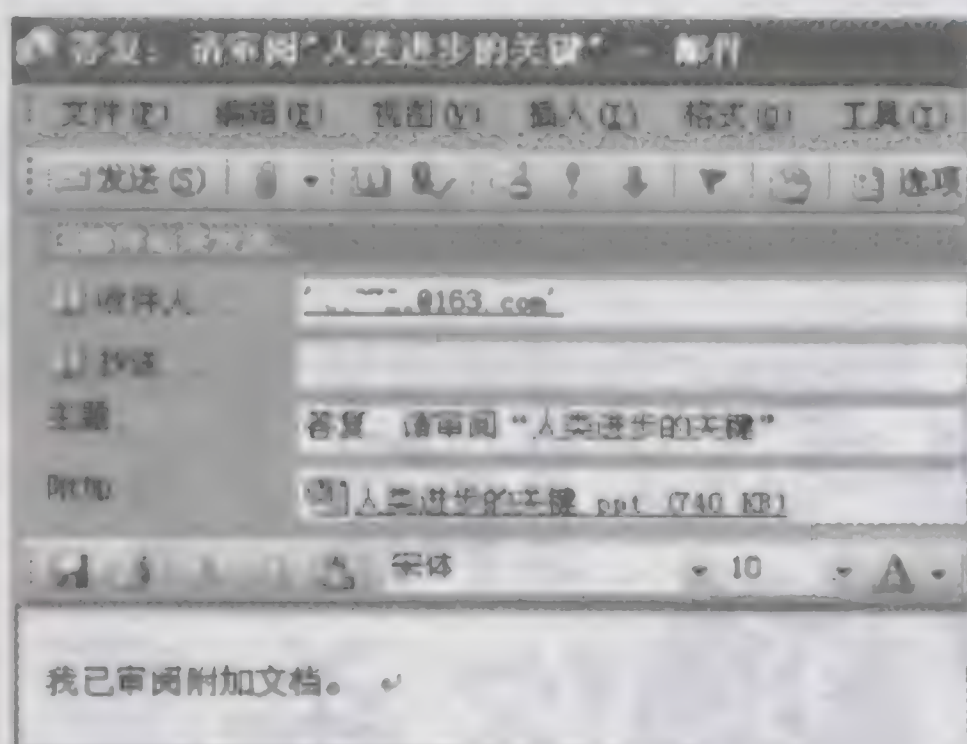 答复: 请审阅“人类进步的关键” - 邮件
文件(F) 编辑(E) 视图(V) 插入(I) 格式(O) 工具(T)
发送(S) 选项
收件人
@163.com'
抄送
主题
答复 请审阅“人类进步的关键”
附加
人类进步的关键.ppt (740 KB)
宋体 10 A
我已审阅附加文档。